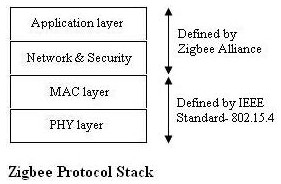 Application layer
Network & Security
MAC layer
PHY layer
Defined by
Zigbee Alliance
Defined by IEEE
Standard- 802.15.4
Zigbee Protocol Stack